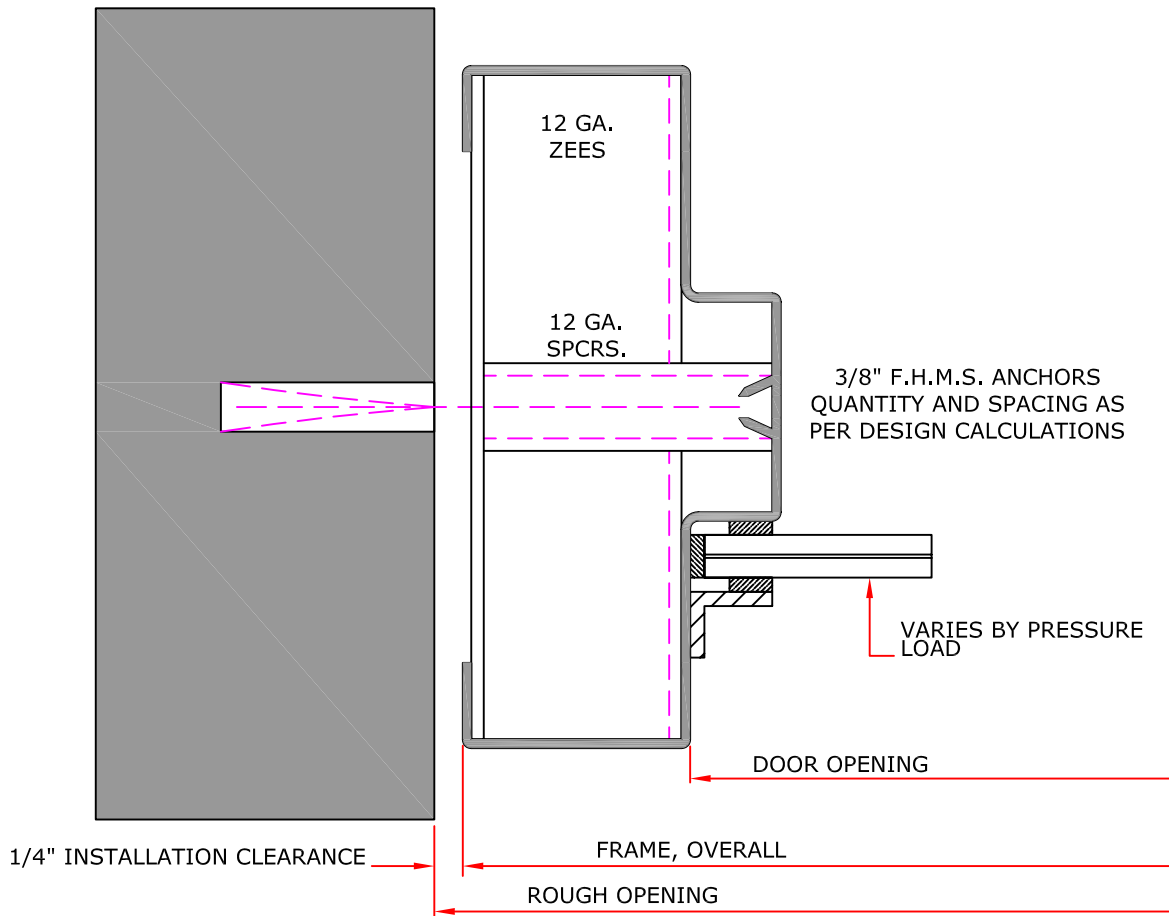 12 GA.
ZEES
12 GA.
SPCRS.
3/8" F.H.M.S. ANCHORS
QUANTITY AND SPACING AS
PER DESIGN CALCULATIONS
VARIES BY PRESSURE
LOAD
DOOR OPENING
1/4" INSTALLATION CLEARANCE
FRAME, OVERALL
ROUGH OPENING